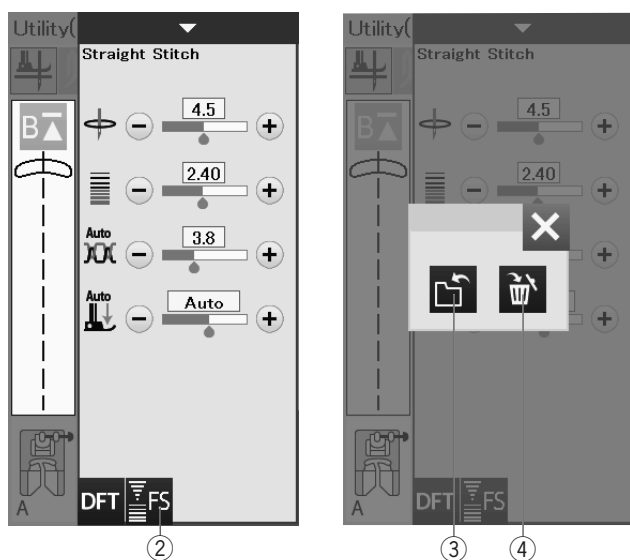 Utility(
Straight Stitch
B
4.5
2.40
Auto
3.8
Auto
Auto
A
DFT
FS
②
Utility(
Straight Stitch
B
4.5
2.40
A
DFT
FS
③
④